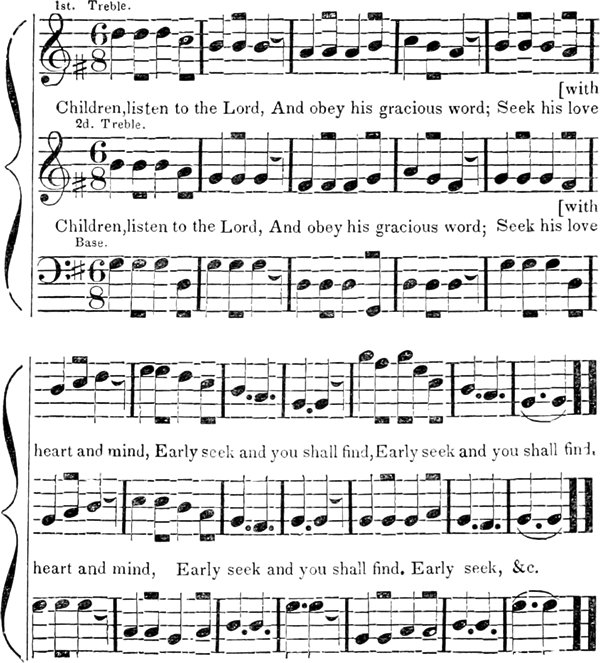 1st. Treble.
6
8
[with
Children,listen to the Lord, And obey his gracious word; Seek his love
2d. Treble.
6
8
[with
Children,listen to the Lord, And obey his gracious word; Seek his love
Base.
6
8
heart and mind, Early seek and you shall find,Early seek and you shall find.
heart and mind, Early seek and you shall find. Early seek, &c.